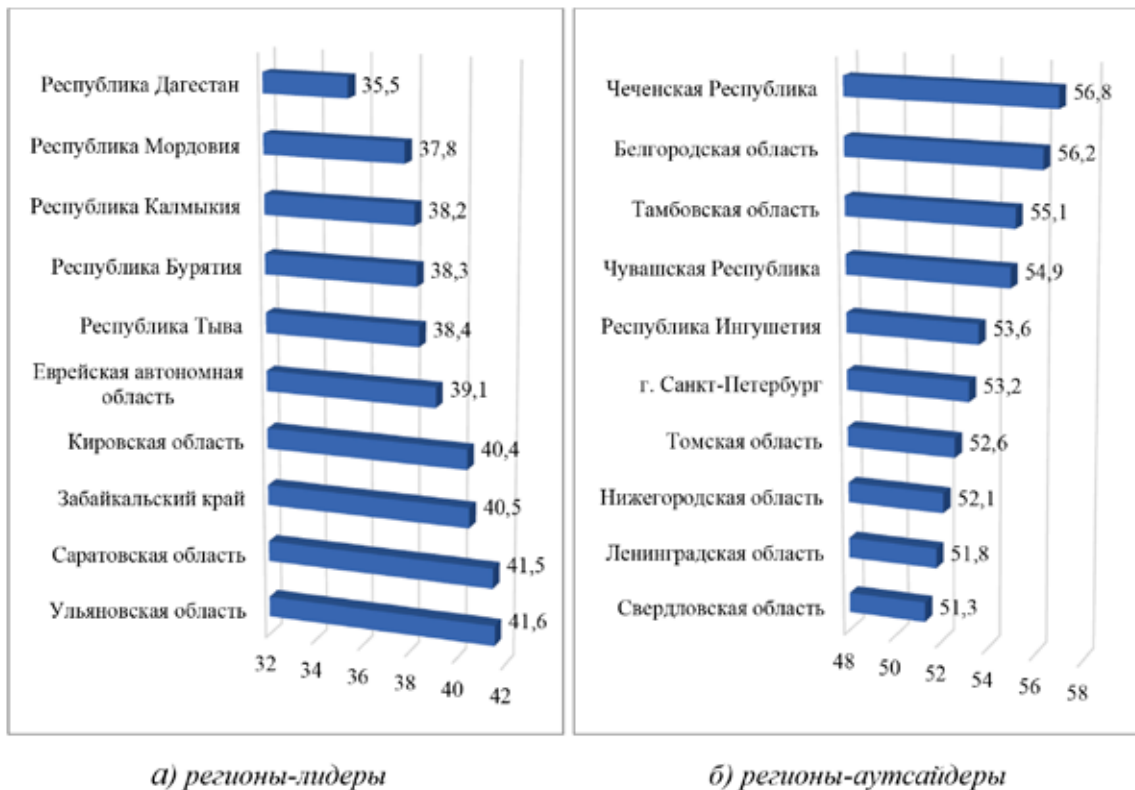 Республика Дагестан
35,5
Республика Мордовия
37,8
Республика Калмыкия
38,2
Республика Бурятия
38,3
Республика Тыва
38,4
Еврейская автономная
область
39,1
Кировская область
40,4
Забайкальский край
40,5
Саратовская область
41,5
Ульяновская область
41,6
32 34 36 38 40 42
а) регионы-лидеры
Чеченская Республика
56,8
Белгородская область
56,2
Тамбовская область
55,1
Чувашская Республика
54,9
Республика Ингушетия
53,6
г. Санкт-Петербург
53,2
Томская область
52,6
Нижегородская область
52,1
Ленинградская область
51,8
Свердловская область
51,3
48 50 52 54 56 58
б) регионы-аутсайдеры